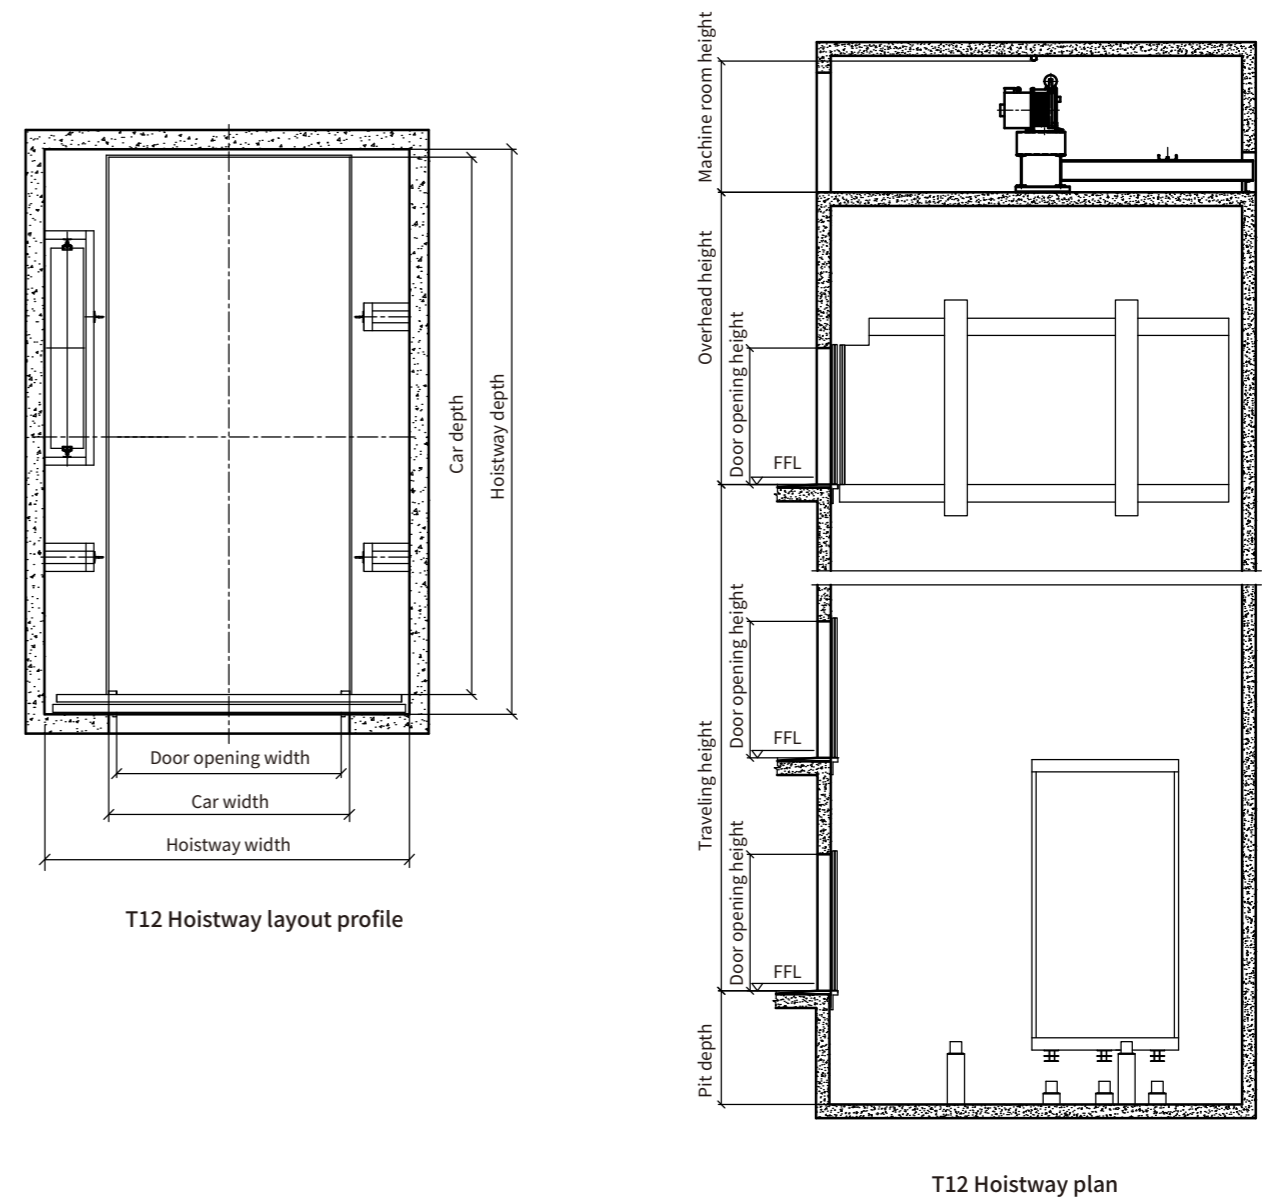 Car depth
Hoistway depth
Door opening width
Car width
Hoistway width
T12 Hoistway layout profile
Machine room height
Overhead height
Door opening height
FFL
Door opening height
FFL
Traveling height
Door opening height
FFL
Pit depth
T12 Hoistway plan